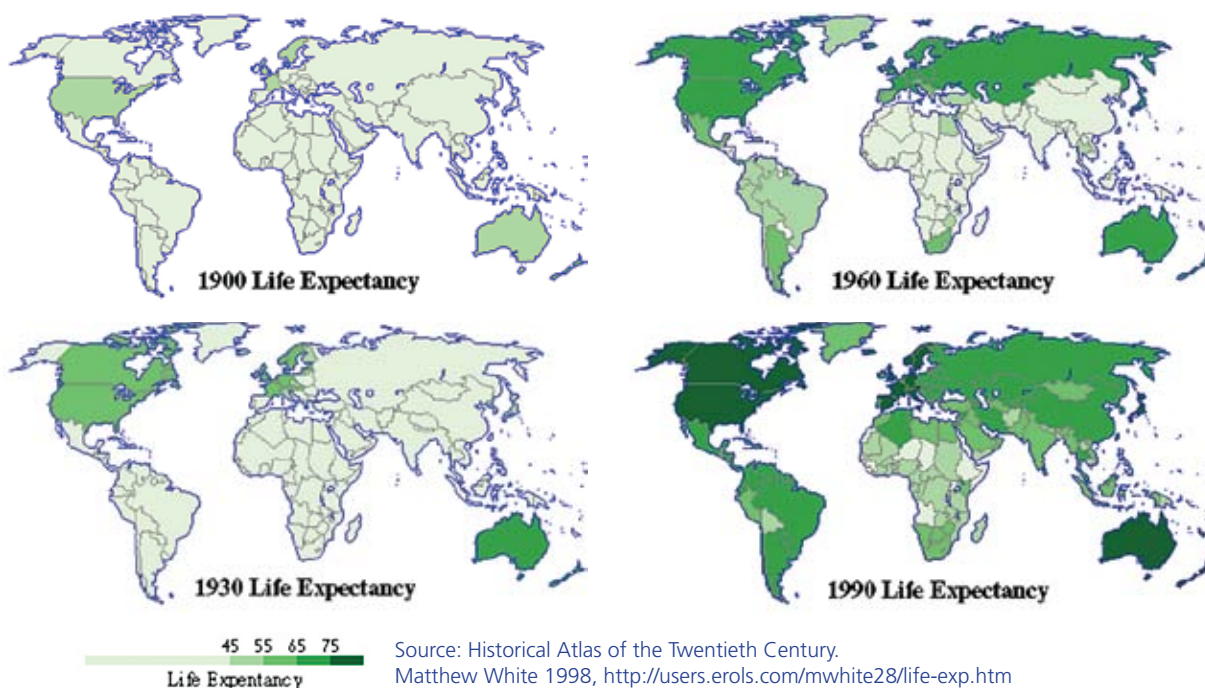 1900 Life Expectancy
1960 Life Expectancy
1930 Life Expectancy
1990 Life Expectancy
45 55 65 75
Life Expentancy
Source: Historical Atlas of the Twentieth Century.
Matthew White 1998, http://users.erols.com/mwhite28/life-exp.htm